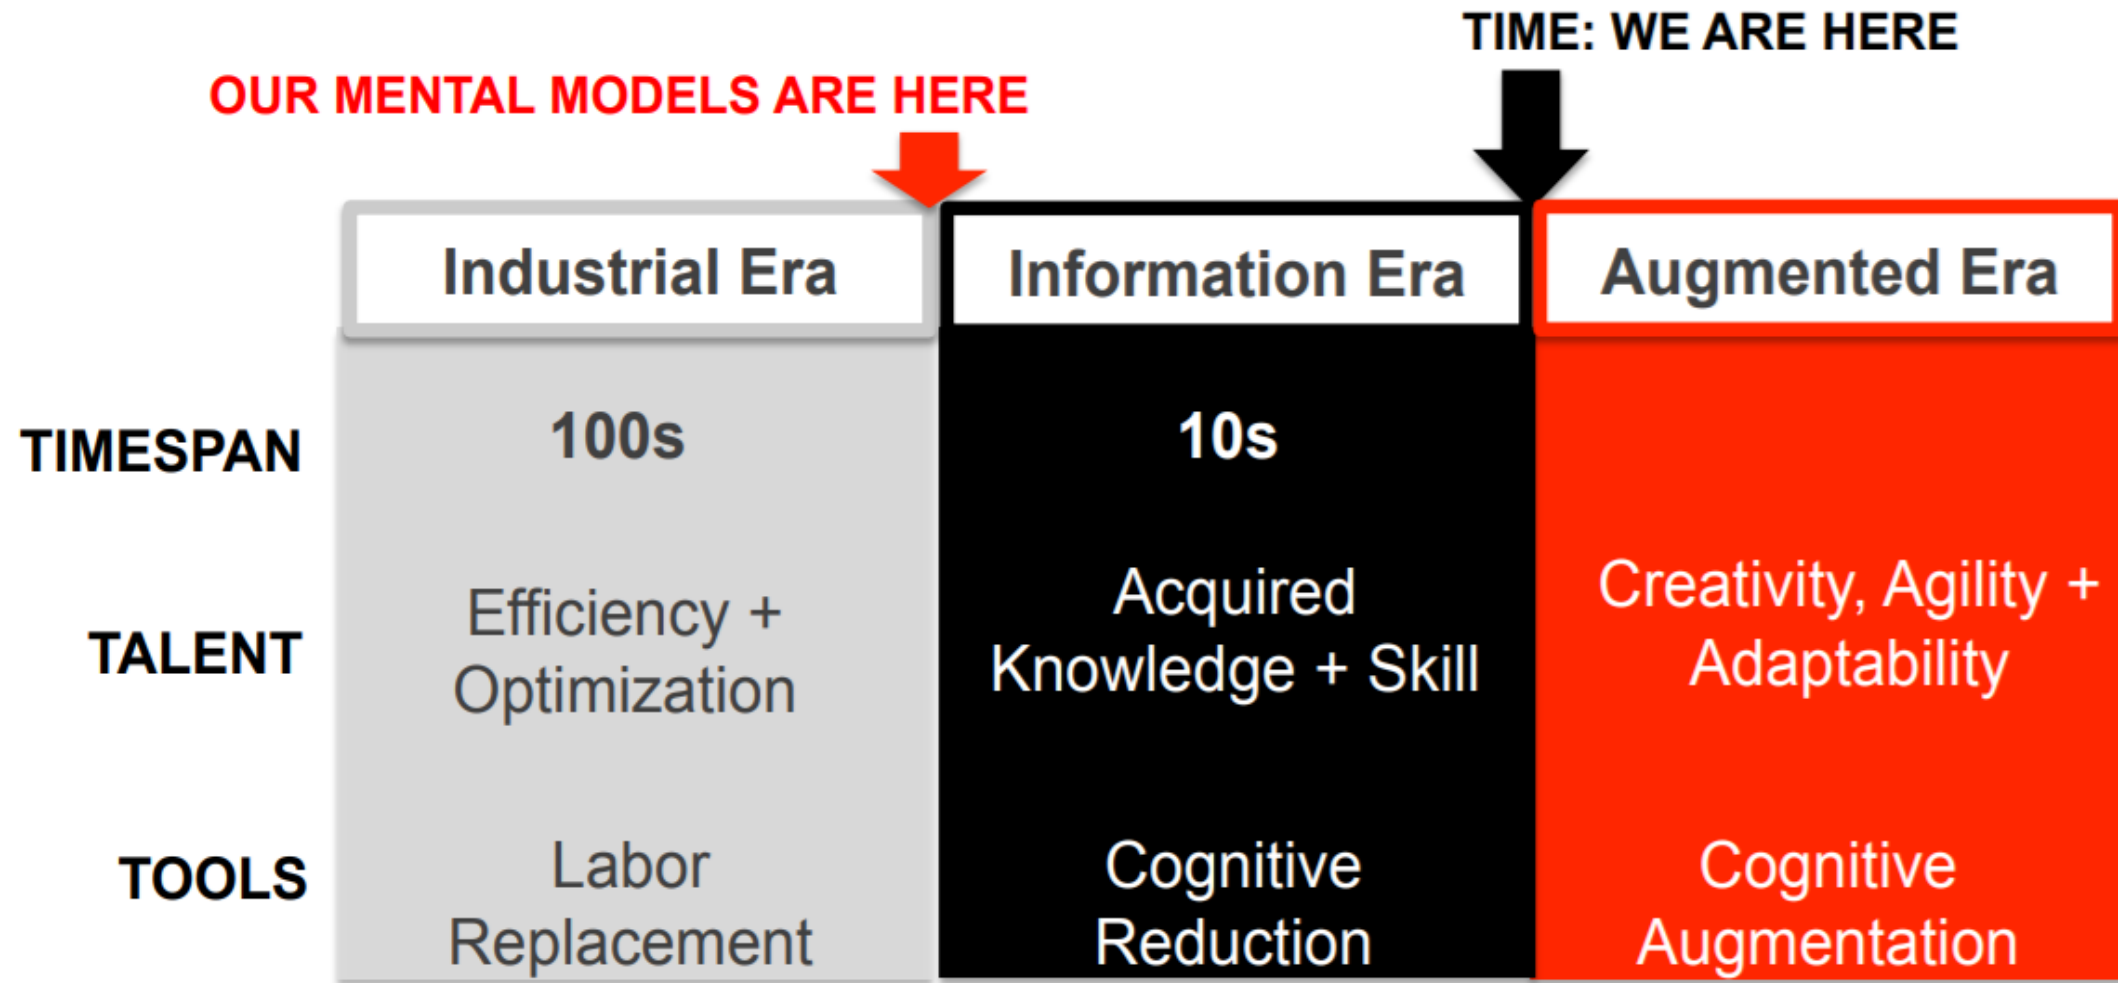 TIME: WE ARE HERE
OUR MENTAL MODELS ARE HERE
Industrial Era
Information Era
Augmented Era
TIMESPAN
100s
10s
TALENT
Efficiency +
Optimization
Acquired
Knowledge + Skill
Creativity, Agility +
Adaptability
TOOLS
Labor
Replacement
Cognitive
Reduction
Cognitive
Augmentation